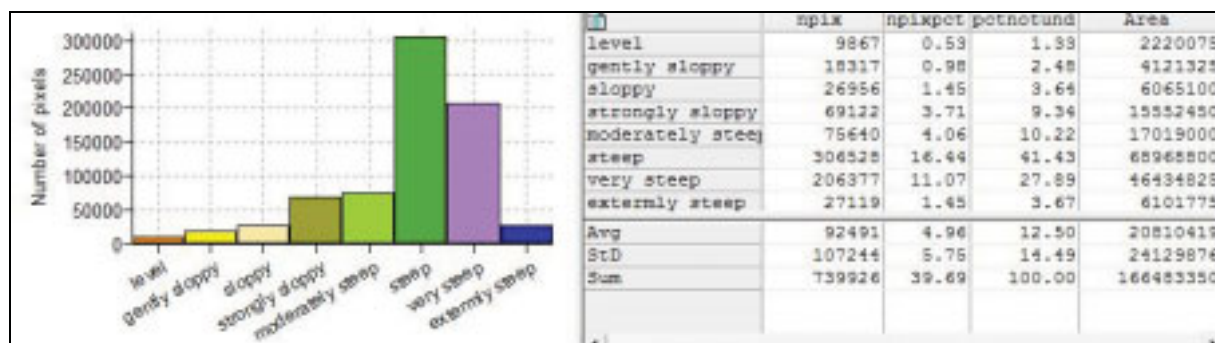 Number of pixels
300000
250000
200000
150000
100000
50000
0
level
gently sloppy
sloppy
strongly sloppy
moderately steep
steep
very steep
extermly steep
npix npixpct pctnotund Area
level 9867 0.53 1.33 2220075
gently sloppy 18317 0.98 2.48 4121325
sloppy 26956 1.45 3.64 6065100
strongly sloppy 69122 3.71 9.34 15552450
moderately steep 75640 4.06 10.22 17019000
steep 306528 16.44 41.43 68968800
very steep 206377 11.07 27.89 46434825
extermly steep 27119 1.45 3.67 6101775
Avg 92491 4.96 12.50 20810419
StD 107244 5.75 14.49 24129876
Sum 739926 39.69 100.00 166483350